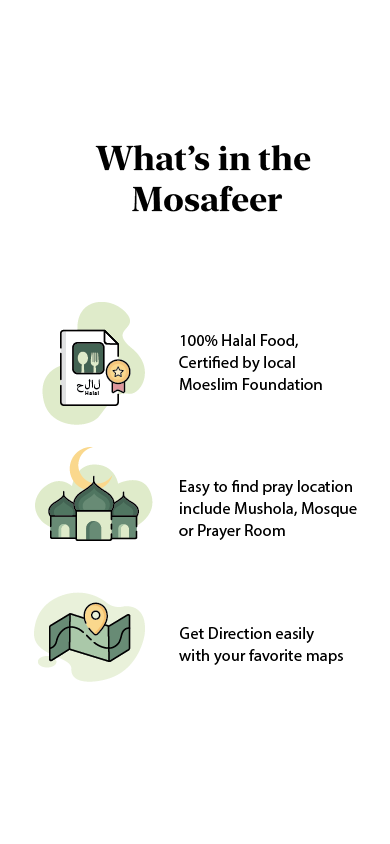 What's in the
Mosafeer
100% Halal Food,
Certified by local
Moeslim Foundation
ﺣ ﻼ ﻝ
Halal
Easy to find pray location
include Mushola, Mosque
or Prayer Room
Get Direction easily
with your favorite maps